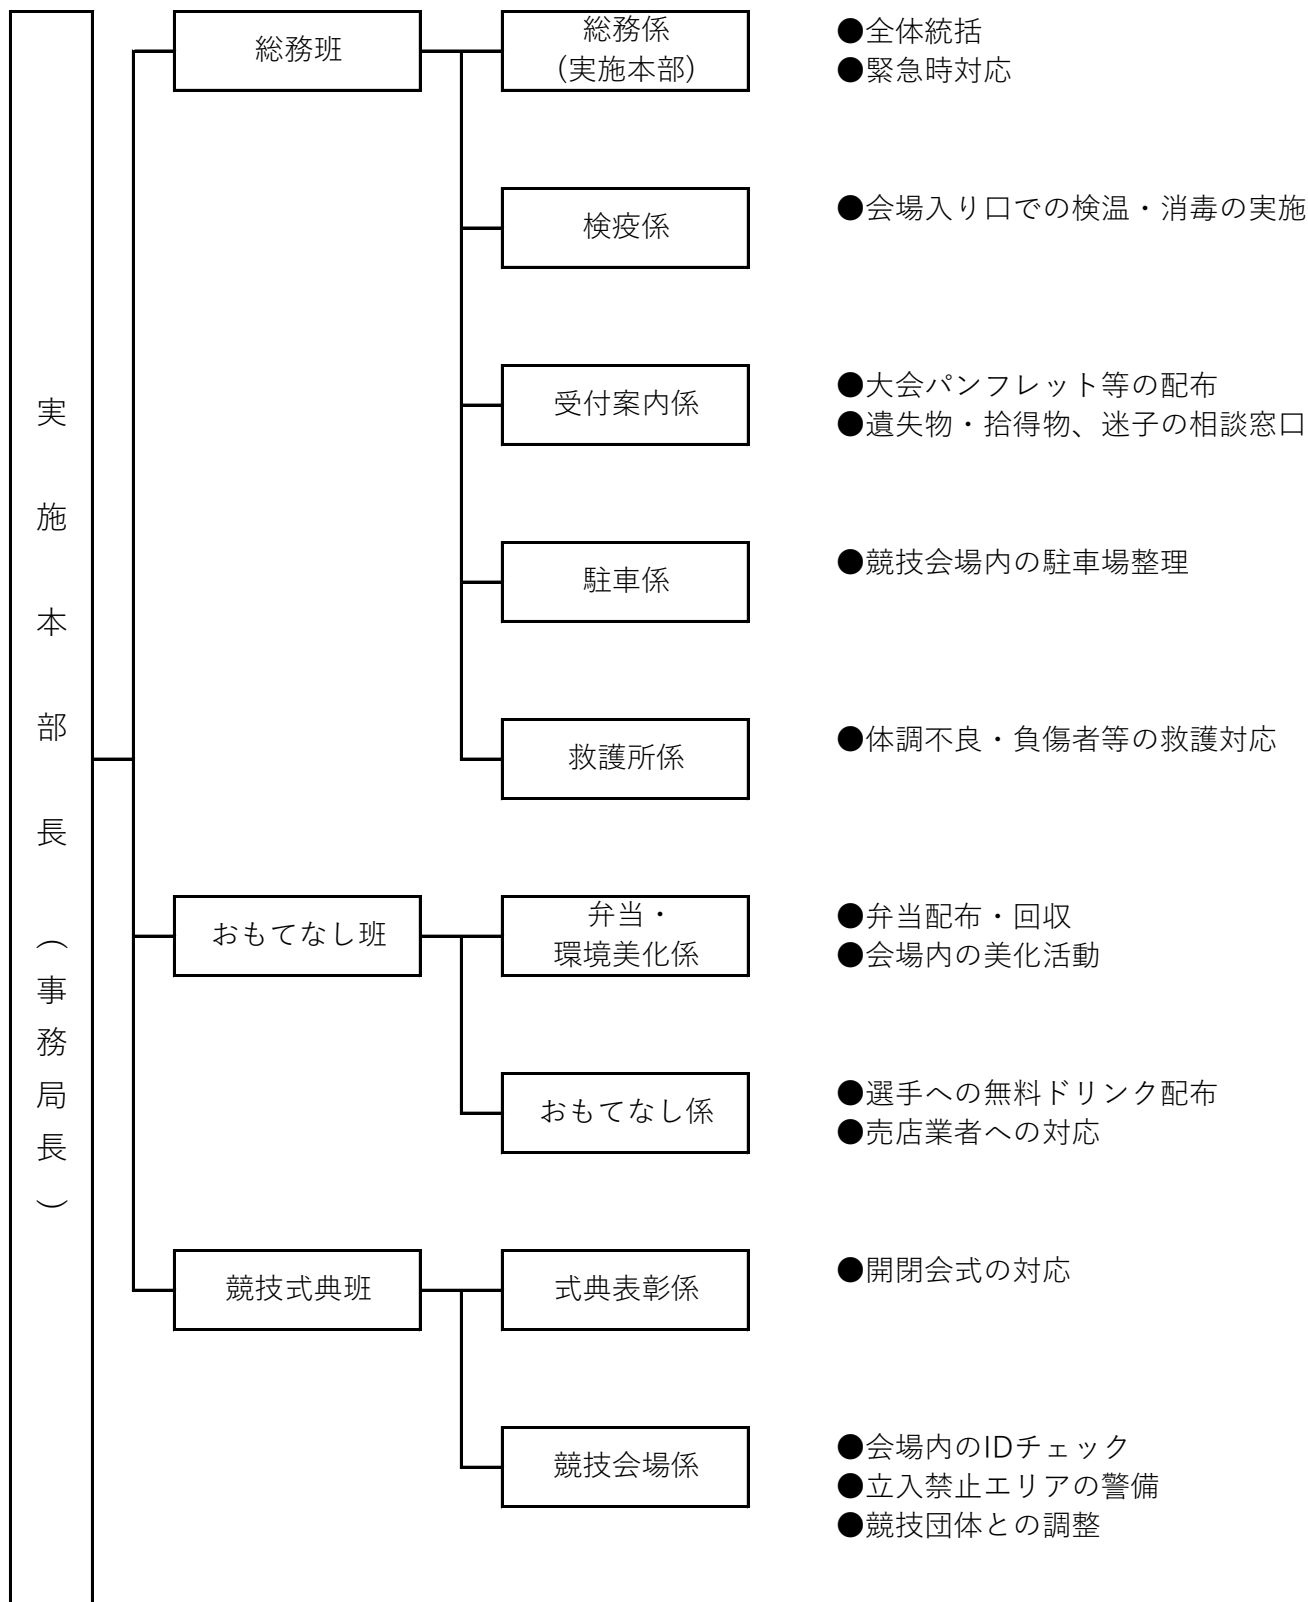 実施本部長（事務局長）
総務班
総務係
(実施本部)
●全体統括
●緊急時対応
検疫係
●会場入り口での検温・消毒の実施
受付案内係
●大会パンフレット等の配布
●遺失物・拾得物、迷子の相談窓口
駐車係
●競技会場内の駐車場整理
救護所係
●体調不良・負傷者等の救護対応
おもてなし班
弁当・
環境美化係
●弁当配布・回収
●会場内の美化活動
おもてなし係
●選手への無料ドリンク配布
●売店業者への対応
競技式典班
式典表彰係
●開閉会式の対応
競技会場係
●会場内のIDチェック
●立入禁止エリアの警備
●競技団体との調整